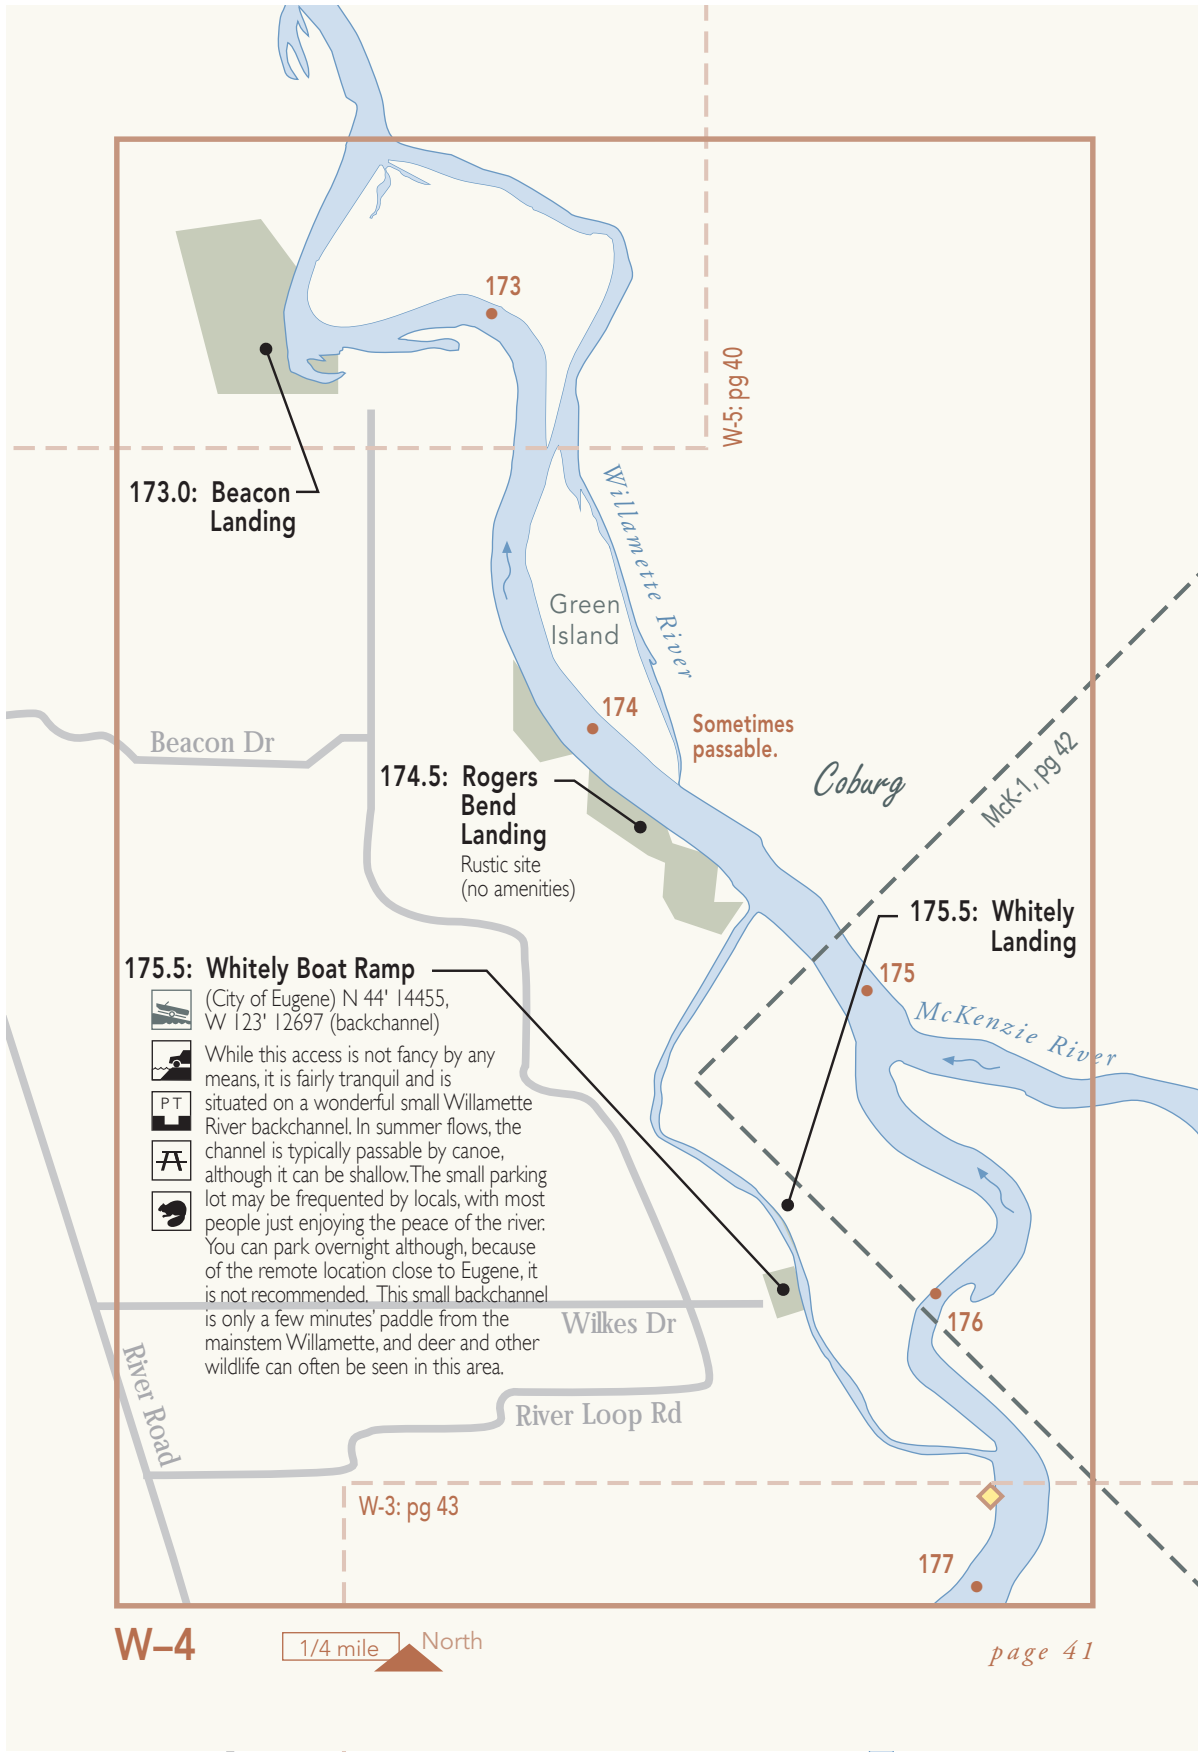 173
W-5: pg 40
173.0: Beacon
Landing
Willamette River
Green
Island
174
Sometimes
passable.
Beacon Dr
174.5: Rogers
Bend
Landing
Rustic site
(no amenities)
Coburg
McK-1, pg 42
175.5: Whitely
Landing
175
McKenzie River
175.5: Whitely Boat Ramp
(City of Eugene) N 44' 14455,
W 123' 12697 (backchannel)
While this access is not fancy by any
means, it is fairly tranquil and is
situated on a wonderful small Willamette
River backchannel. In summer flows, the
channel is typically passable by canoe,
although it can be shallow. The small parking
lot may be frequented by locals, with most
people just enjoying the peace of the river.
You can park overnight although, because
of the remote location close to Eugene, it
is not recommended. This small backchannel
is only a few minutes' paddle from the
mainstem Willamette, and deer and other
wildlife can often be seen in this area.
PT
Wilkes Dr
176
River Road
River Loop Rd
W-3: pg 43
177
W–4
1/4 mile
North
page 41